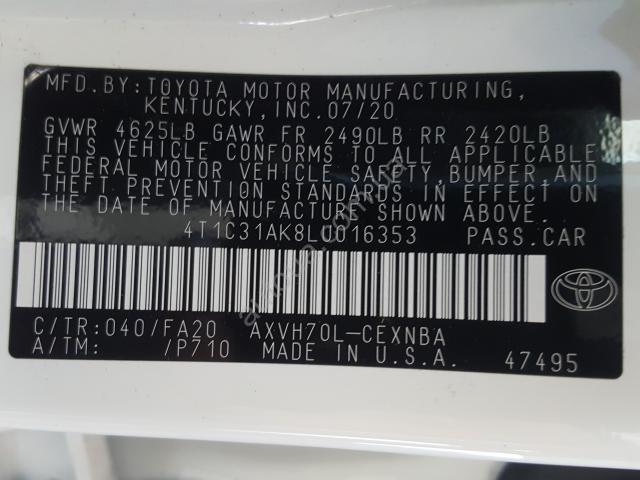 MFD.BY:TOYOTA MOTOR MANUFACTURING,
KENTUCKY,INC.07/20
GVWR 4625LB GAWR FR 2490LB RR 2420LB
THIS VEHICLE CONFORMS TO ALL APPLICABLE
FEDERAL MOTOR VEHICLE SAFETY,BUMPER,AND
THEFT PREVENTION STANDARDS IN EFFECT ON
THE DATE OF MANUFACTURE SHOWN ABOVE.
4T1C31AK8LU016353 PASS.CAR
C/TR:040/FA20 AXVH70L-CEXNBA
A/TM: /P710 MADE IN U.S.A. 47495